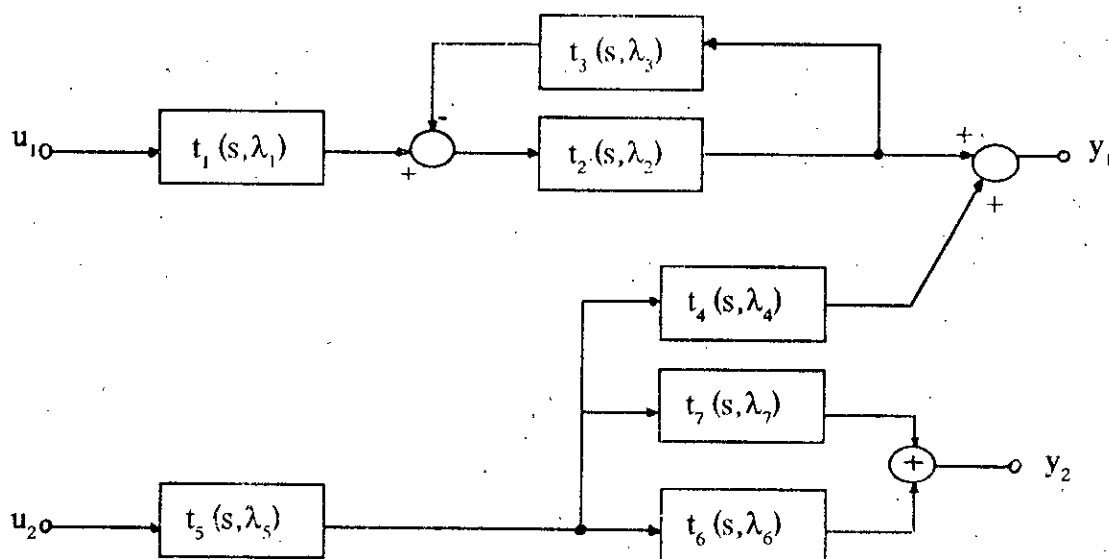 t₃(s,λ₃)
-
u₁
t₁(s,λ₁)
+
t₂(s,λ₂)
+
y₁
+
t₄(s,λ₄)
t₇(s,λ₇)
+
y₂
u₂
t₅(s,λ₅)
t₆(s,λ₆)